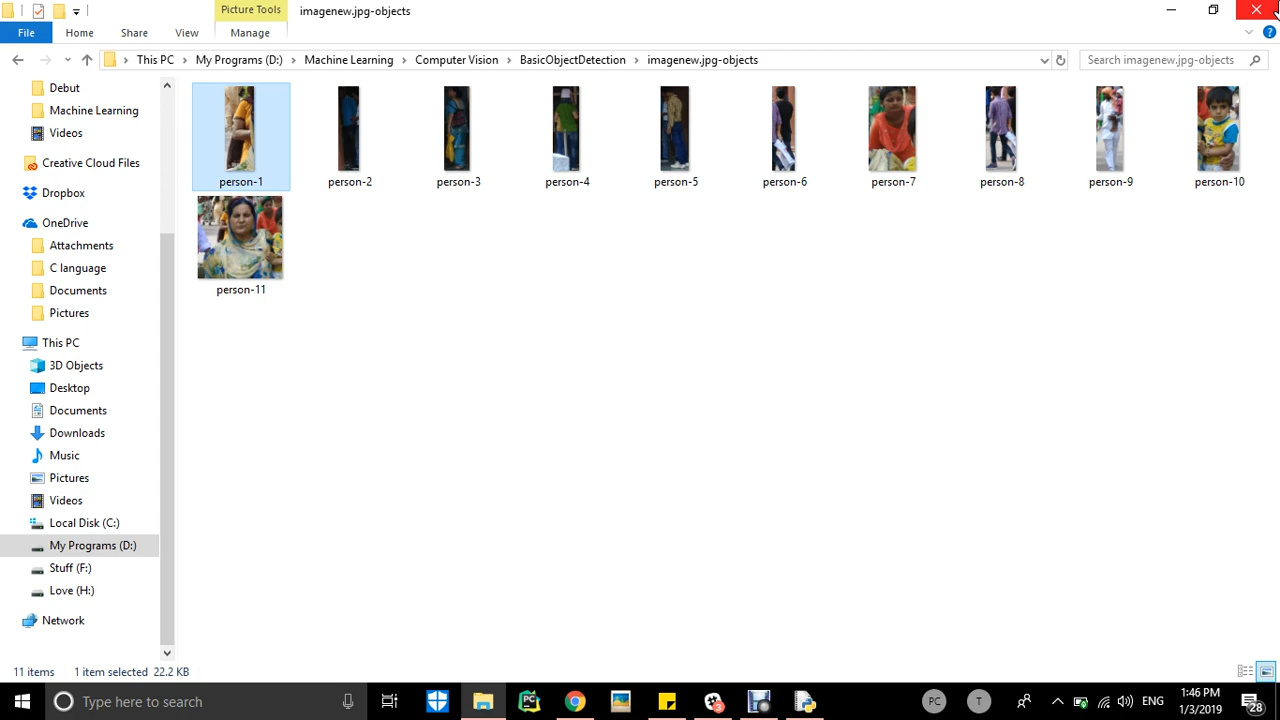 Picture Tools
imagenew.jpg-objects
File
Home
Share
View
Manage
This PC
My Programs (D:)
Machine Learning
Computer Vision
BasicObjectDetection
imagenew.jpg-objects
Search imagenew.jpg-objects
Debut
Machine Learning
Videos
Creative Cloud Files
Dropbox
OneDrive
Attachments
C language
Documents
Pictures
This PC
3D Objects
Desktop
Documents
Downloads
Music
Pictures
Videos
Local Disk (C:)
My Programs (D:)
Stuff (F:)
Love (H:)
Network
person-1
person-2
person-3
person-4
person-5
person-6
person-7
person-8
person-9
person-10
person-11
11 items
1 item selected 22.2 KB
Type here to search
PC
3
PC
T
ENG
1:46 PM
1/3/2019
28